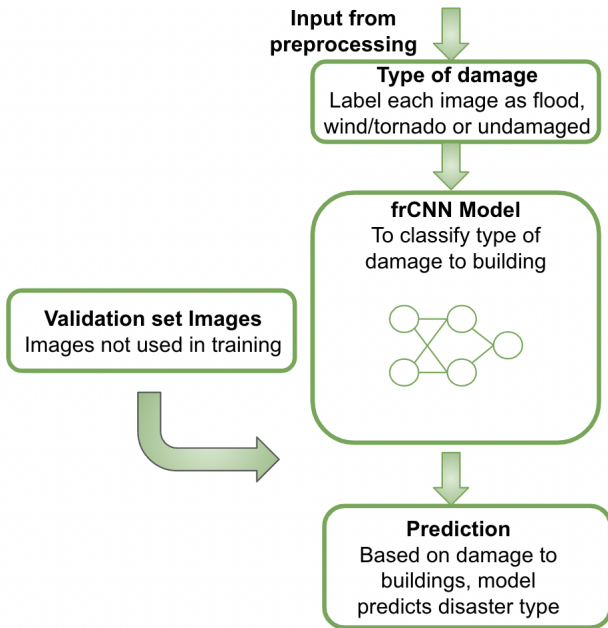 Input from
preprocessing
Type of damage
Label each image as flood,
wind/tornado or undamaged
frCNN Model
To classify type of
damage to building
Validation set Images
Images not used in training
Prediction
Based on damage to
buildings, model
predicts disaster type